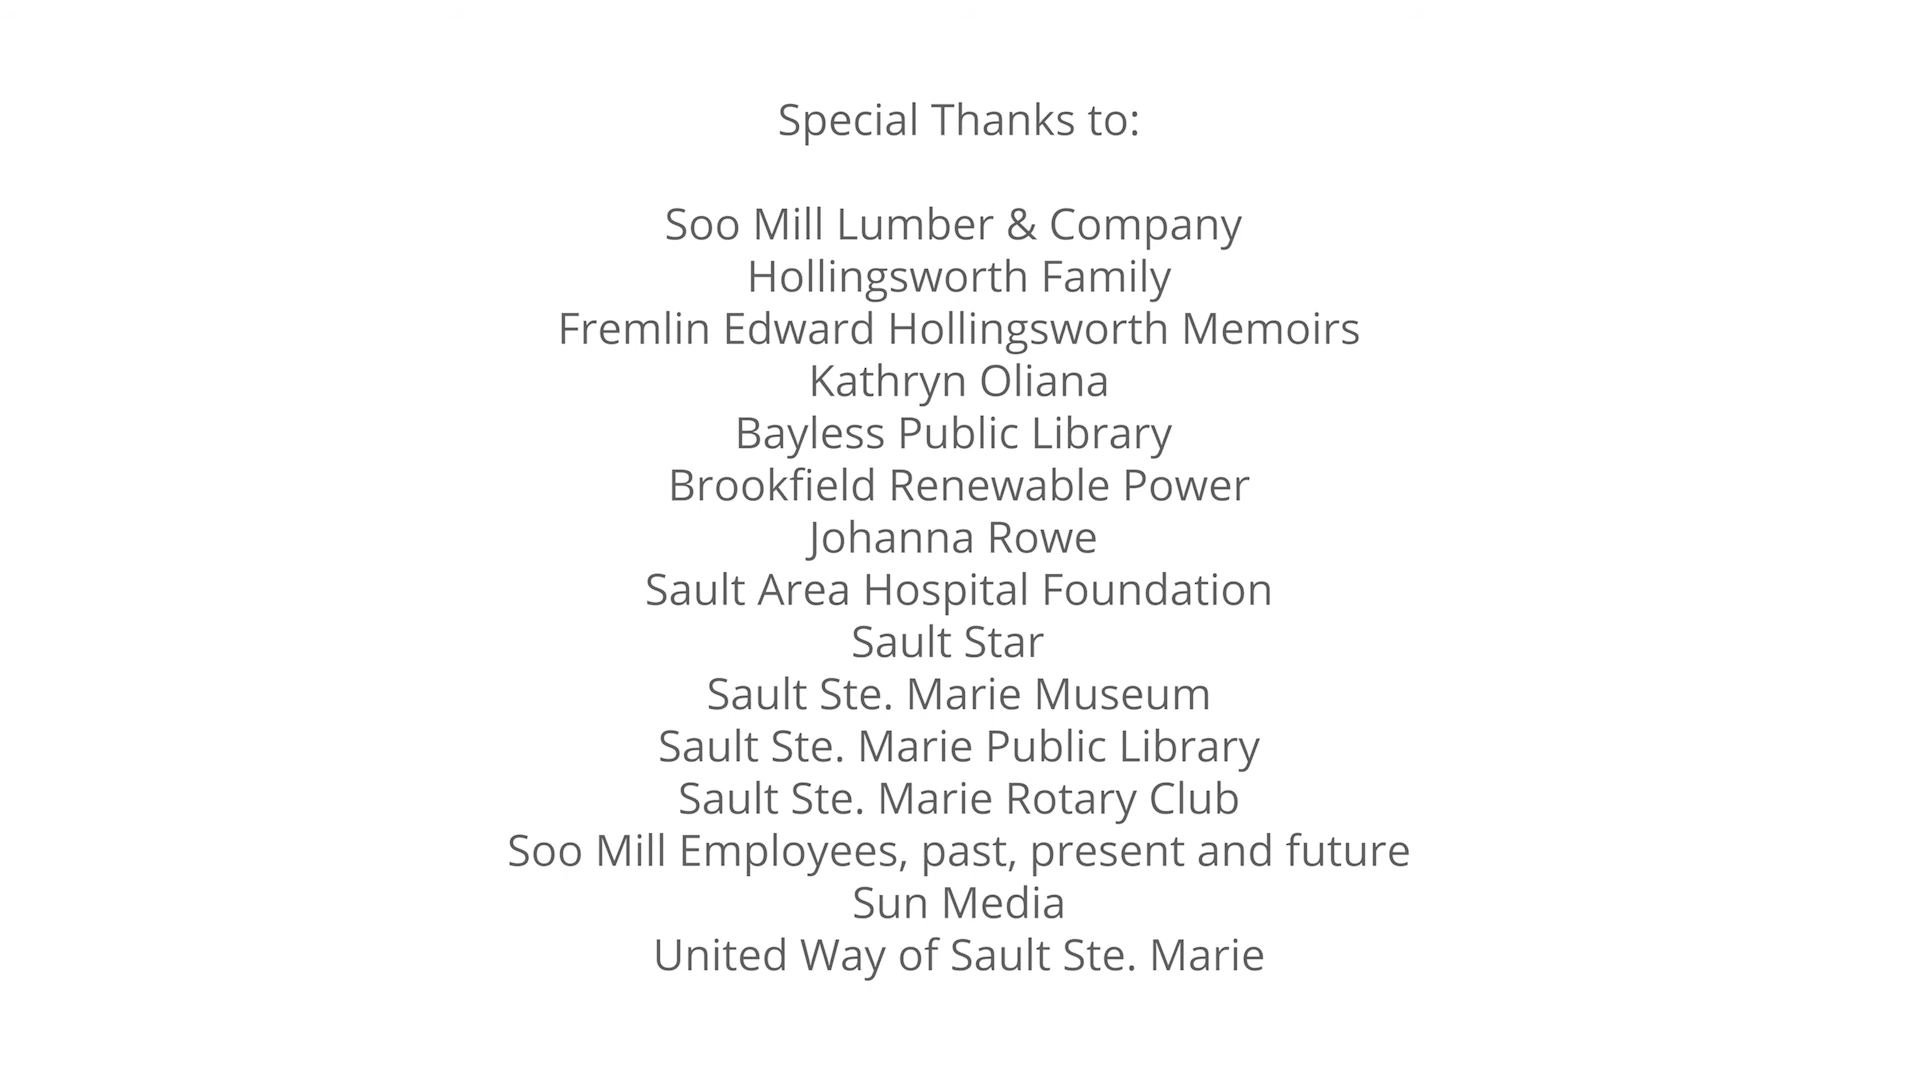 Special Thanks to:
Soo Mill Lumber & Company
Hollingsworth Family
Fremlin Edward Hollingsworth Memoirs
Kathryn Oliana
Bayless Public Library
Brookfield Renewable Power
Johanna Rowe
Sault Area Hospital Foundation
Sault Star
Sault Ste. Marie Museum
Sault Ste. Marie Public Library
Sault Ste. Marie Rotary Club
Soo Mill Employees, past, present and future
Sun Media
United Way of Sault Ste. Marie